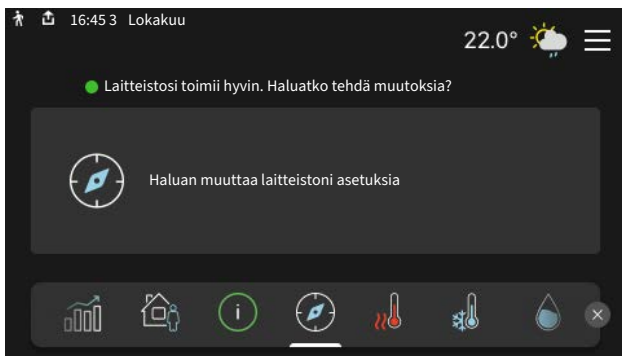 16:45 3 Lokakuu
22.0°
Laitteistosi toimii hyvin. Haluatko tehdä muutoksia?
Haluan muuttaa laitteistoni asetuksia
i